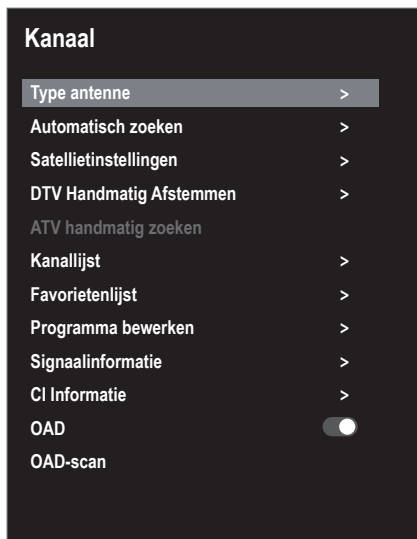 Kanaal
Type antenne >
Automatisch zoeken >
Satellietinstellingen >
DTV Handmatig Afstemmen >
ATV handmatig zoeken
Kanallijst >
Favorietenlijst >
Programma bewerken >
Signaalinformatie >
CI Informatie >
OAD
OAD-scan